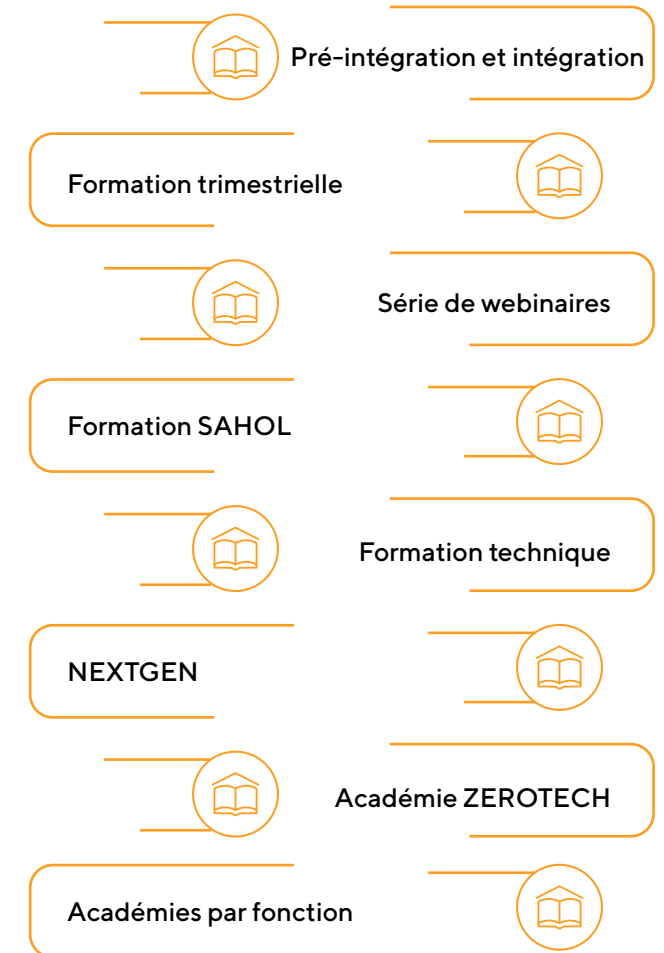 Pré-intégration et intégration
Formation trimestrielle
Série de webinaires
Formation SAHOL
Formation technique
NEXTGEN
Académie ZEROTECH
Académies par fonction